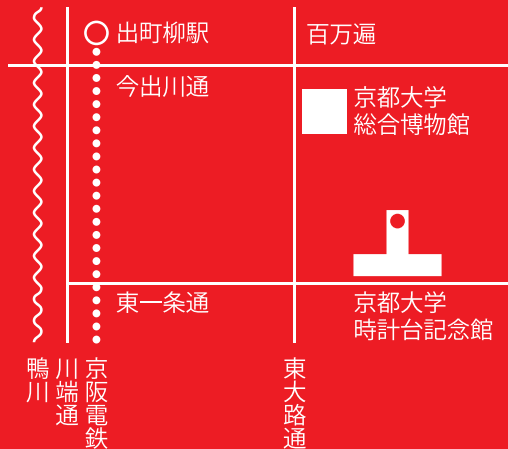 出町柳駅
百万遍
今出川通
京都大学
総合博物館
東一条通
京都大学
時計台記念館
鴨川
川端通
京阪電鉄
東大路通